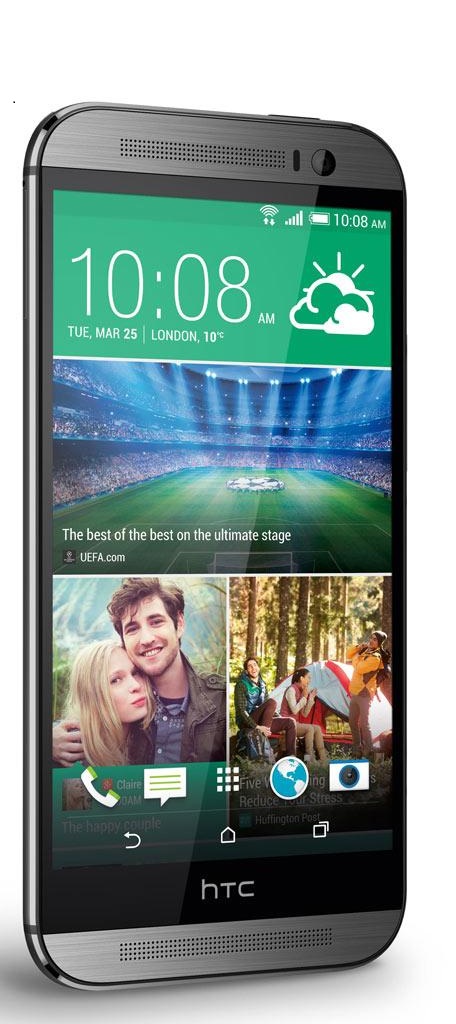 10:08 AM
10:08 AM
TUE, MAR 25 | LONDON, 10°C
The best of the best on the ultimate stage
UEFA.com
Claire
The happy couple
Five
Reduce Your Stress
Huffington Post
hTC